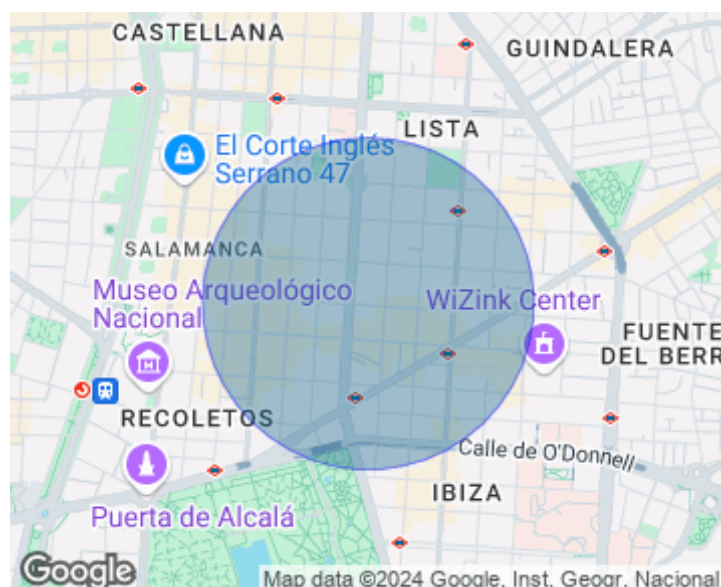 CASTELLANA
GUINDALERA
LISTA
El Corte Inglés
Serrano 47
SALAMANCA
Museo Arqueológico
Nacional
WiZink Center
FUENTE
DEL BERR
RECOLETOS
Calle de O'Donnell
IBIZA
Puerta de Alcalá
Google
Map data ©2024 Google, Inst. Geogr. Nacional